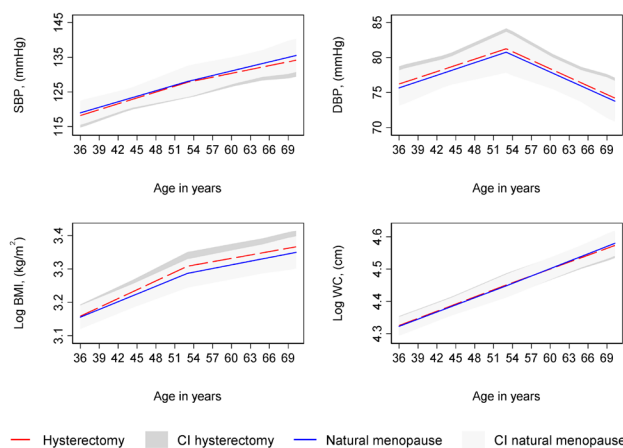 SBP, (mmHg)
115 125 135
36 39 42 45 48 51 54 57 60 63 66 69
Age in years
DBP, (mmHg)
70 75 80 85
36 39 42 45 48 51 54 57 60 63 66 69
Age in years
Log BMI, (kg/m²)
3.1 3.2 3.3 3.4
36 39 42 45 48 51 54 57 60 63 66 69
Age in years
Log WC, (cm)
4.3 4.4 4.5 4.6
36 39 42 45 48 51 54 57 60 63 66 69
Age in years
Hysterectomy CI hysterectomy Natural menopause CI natural menopause